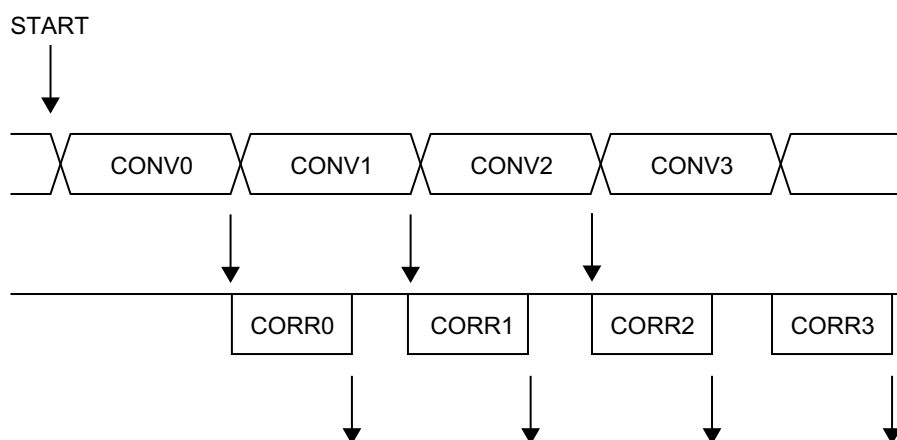 START
CONV0 CONV1 CONV2 CONV3
CORR0 CORR1 CORR2 CORR3